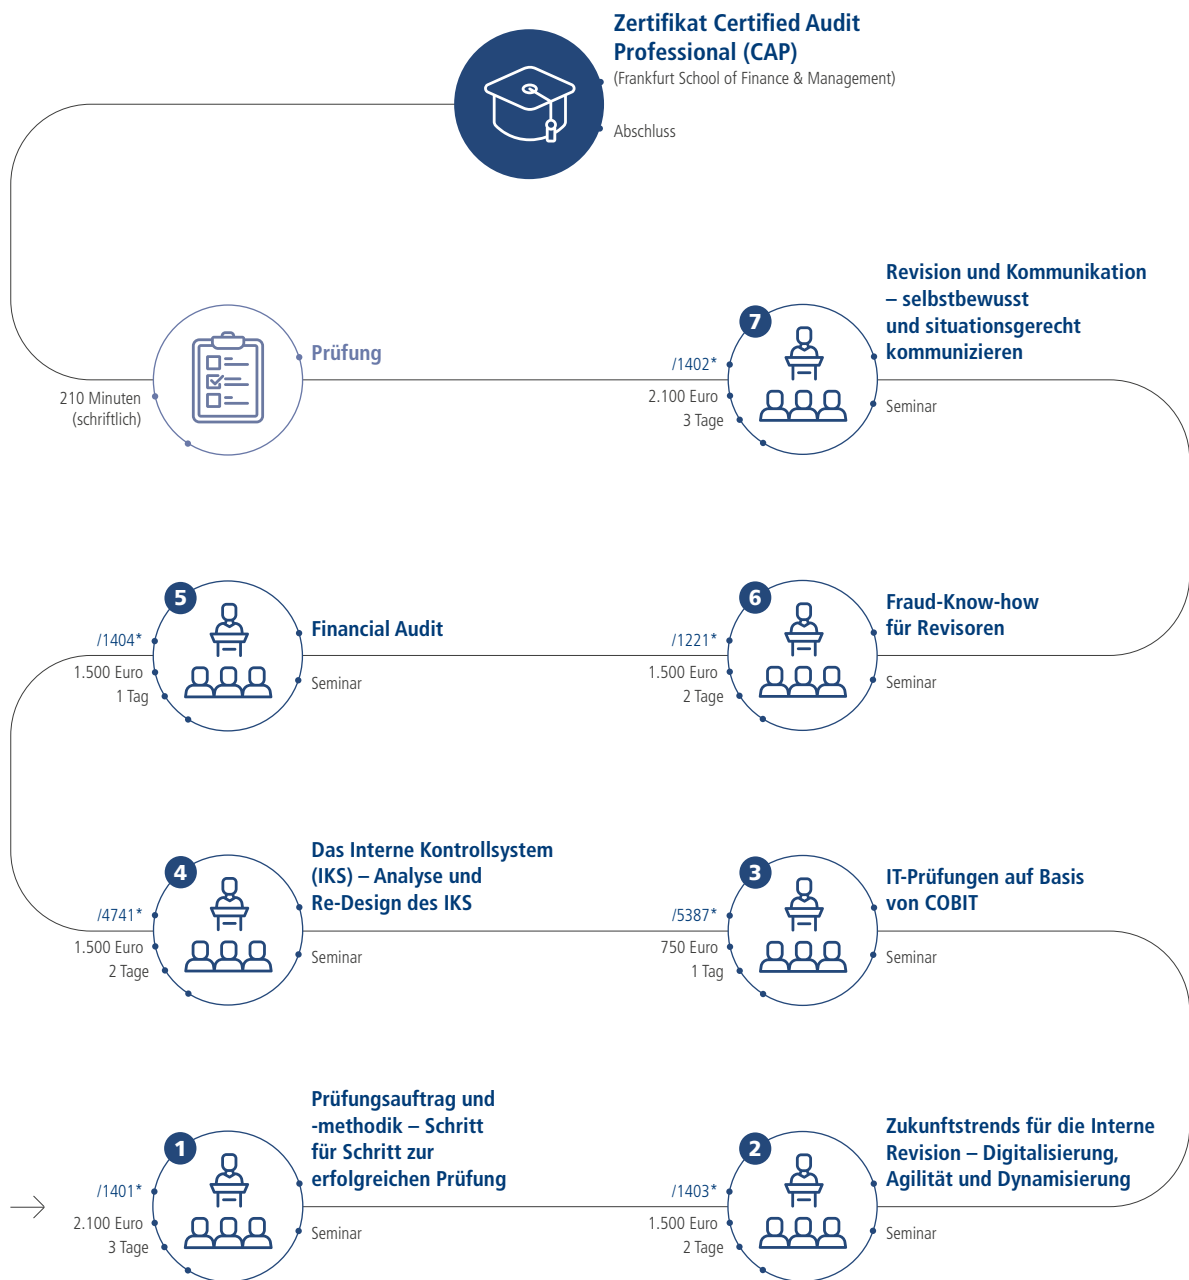 Zertifikat Certified Audit
Professional (CAP)
(Frankfurt School of Finance & Management)
Abschluss
Prüfung
210 Minuten
(schriftlich)
7
Revision und Kommunikation
– selbstbewusst
und situationsgerecht
kommunizieren
/1402*
2.100 Euro
3 Tage
Seminar
5
Financial Audit
/1404*
1.500 Euro
1 Tag
Seminar
6
Fraud-Know-how
für Revisoren
/1221*
1.500 Euro
2 Tage
Seminar
4
Das Interne Kontrollsystem
(IKS) – Analyse und
Re-Design des IKS
/4741*
1.500 Euro
2 Tage
Seminar
3
IT-Prüfungen auf Basis
von COBIT
/5387*
750 Euro
1 Tag
Seminar
1
Prüfungsauftrag und
-methodik – Schritt
für Schritt zur
erfolgreichen Prüfung
/1401*
2.100 Euro
3 Tage
Seminar
2
Zukunftstrends für die Interne
Revision – Digitalisierung,
Agilität und Dynamisierung
/1403*
1.500 Euro
2 Tage
Seminar